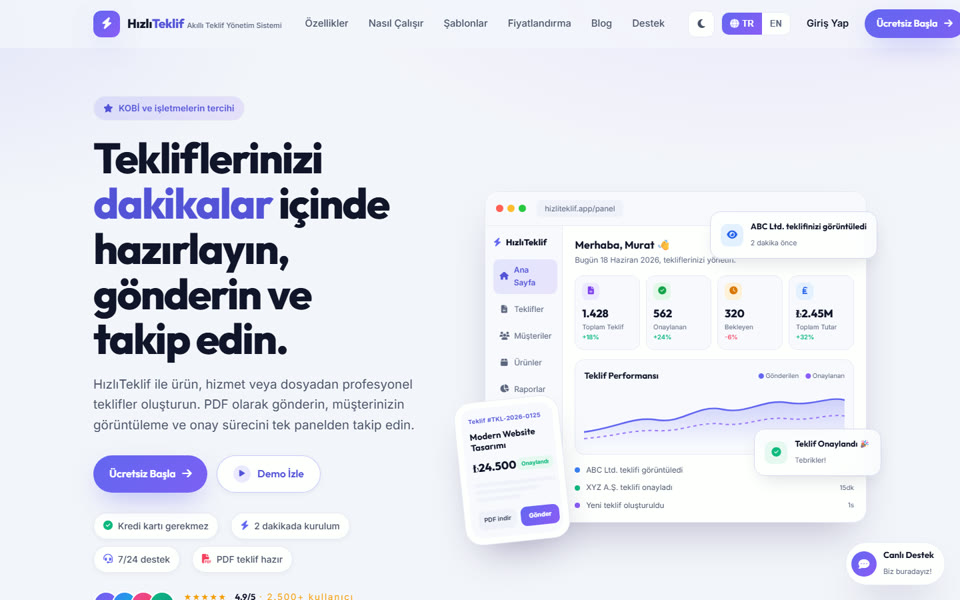 HızlıTeklif Akıllı Teklif Yönetim Sistemi
Özellikler
Nasıl Çalışır
Şablonlar
Fiyatlandırma
Blog
Destek
TR
EN
Giriş Yap
Ücretsiz Başla →
KOBİ ve işletmelerin tercihi
Tekliflerinizi
dakikalar içinde
hazırlayın,
gönderin ve
takip edin.
HızlıTeklif ile ürün, hizmet veya dosyadan profesyonel
teklifler oluşturun. PDF olarak gönderin, müşterinizin
görüntüleme ve onay sürecini tek panelden takip edin.
Ücretsiz Başla →
Demo İzle
Kredi kartı gerekmez
2 dakikada kurulum
7/24 destek
PDF teklif hazır
★★★★★ 4.9/5 · 2.500+ kullanıcı
hizliteklif.app/panel
HızlıTeklif
Ana
Sayfa
Teklifler
Müşteriler
Ürünler
Raporlar
Merhaba, Murat 👋
Bugün 18 Haziran 2026, tekliflerinizi yönetin.
ABC Ltd. teklifinizi görüntüledi
2 dakika önce
1.428
Toplam Teklif
+18%
562
Onaylanan
+24%
320
Bekleyen
-6%
₺2.45M
Toplam Tutar
+32%
Teklif Performansı
Gönderilen
Onaylanan
Teklif Onaylandı 🎉
Tebrikler!
ABC Ltd. teklifi görüntüledi
XYZ A.Ş. teklifi onayladı
15dk
Yeni teklif oluşturuldu
1s
Teklif #TKL-2026-0125
Modern Website
Tasarımı
₺24.500
Onaylandı
PDF indir
Gönder
Canlı Destek
Biz buradayız!